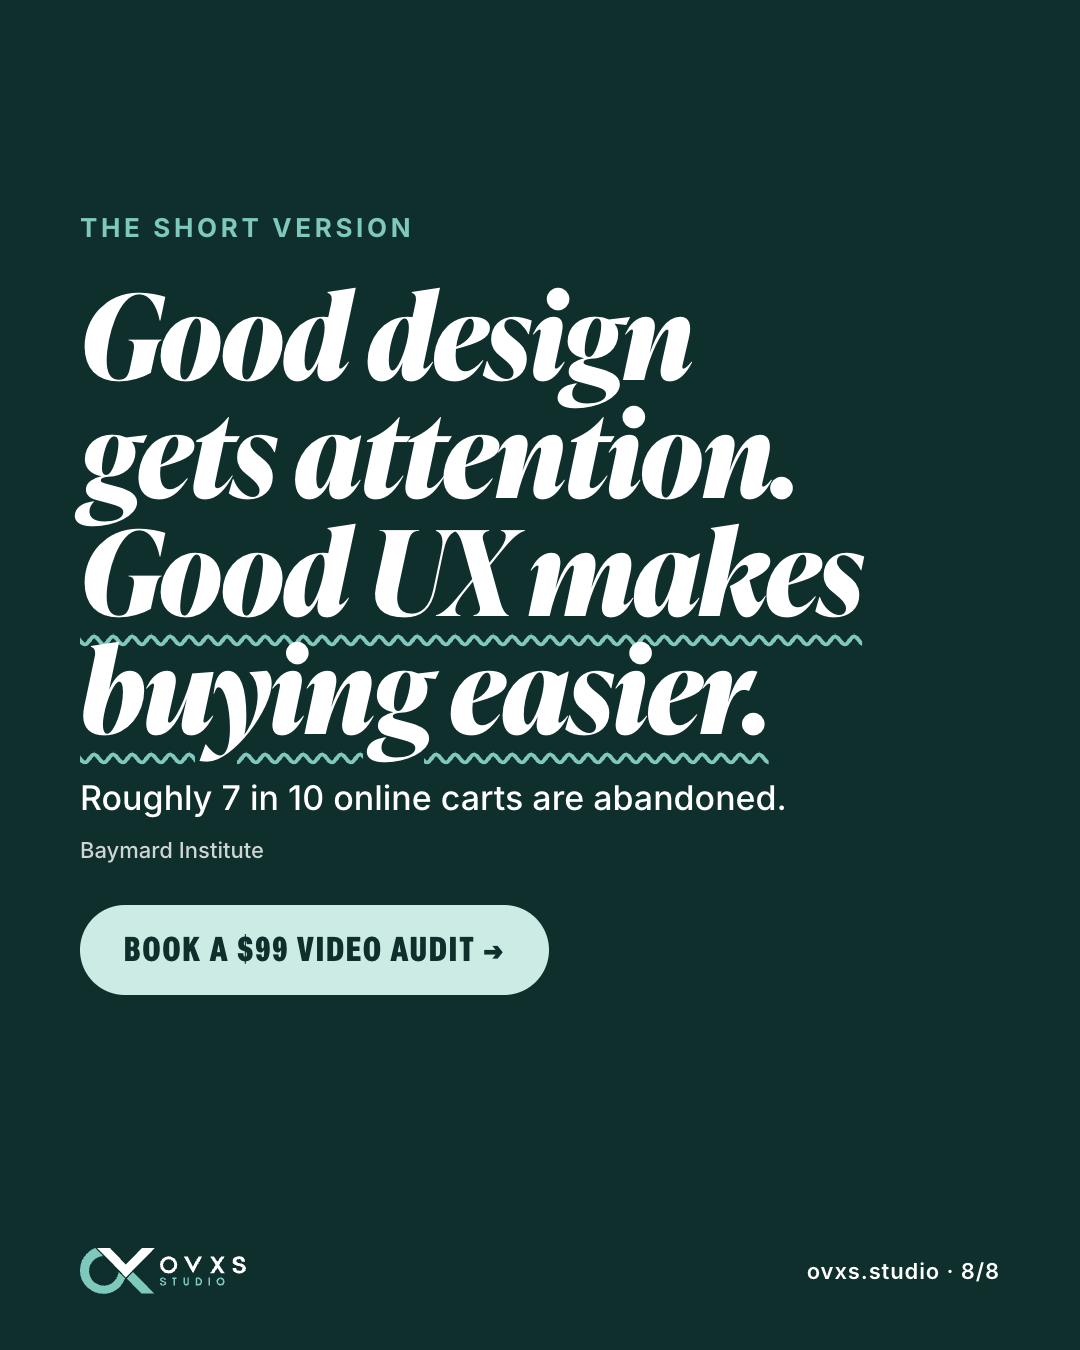 THE SHORT VERSION
Good design
gets attention.
Good UX makes
buying easier.
Roughly 7 in 10 online carts are abandoned.
Baymard Institute
BOOK A $99 VIDEO AUDIT →
OVXS
STUDIO
ovxs.studio · 8/8